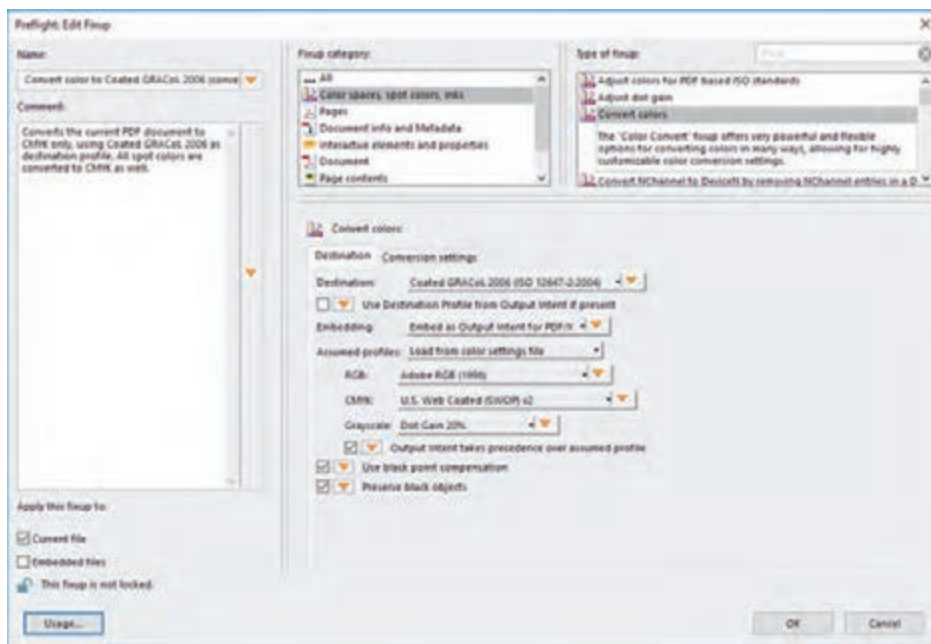 Preflight: Edit Fixup
Name:
Convert color to Coated GRACoL 2006 (conve
Comment:
Converts the current PDF document to
CMYK only, using Coated GRACoL 2006 as
destination profile. All spot colors are
converted to CMYK as well.
Apply this fixup to:
Current file
Embedded files
This fixup is not locked.
Usage...
Fixup category:
... All
Color spaces, spot colors, inks
Pages
Document info and Metadata
Interactive elements and properties
Document
Page contents
Type of fixup:
Adjust colors for PDF based ISO standards
Adjust dot gain
Convert colors
The 'Color Convert' fixup offers very powerful and flexible
options for converting colors in many ways, allowing for highly
customizable color conversion settings.
Convert NChannel to DeviceN by removing NChannel entries in a D
Convert colors:
Destination Conversion settings
Destination: Coated GRACoL 2006 (ISO 12647-2:2004)
Use Destination Profile from Output Intent if present
Embedding: Embed as Output Intent for PDF/X
Assumed profiles: Load from color settings file
RGB: Adobe RGB (1998)
CMYK: U.S. Web Coated (SWOP) v2
Grayscale: Dot Gain 20%
Output Intent takes precedence over assumed profile
Use black point compensation
Preserve black objects
OK Cancel